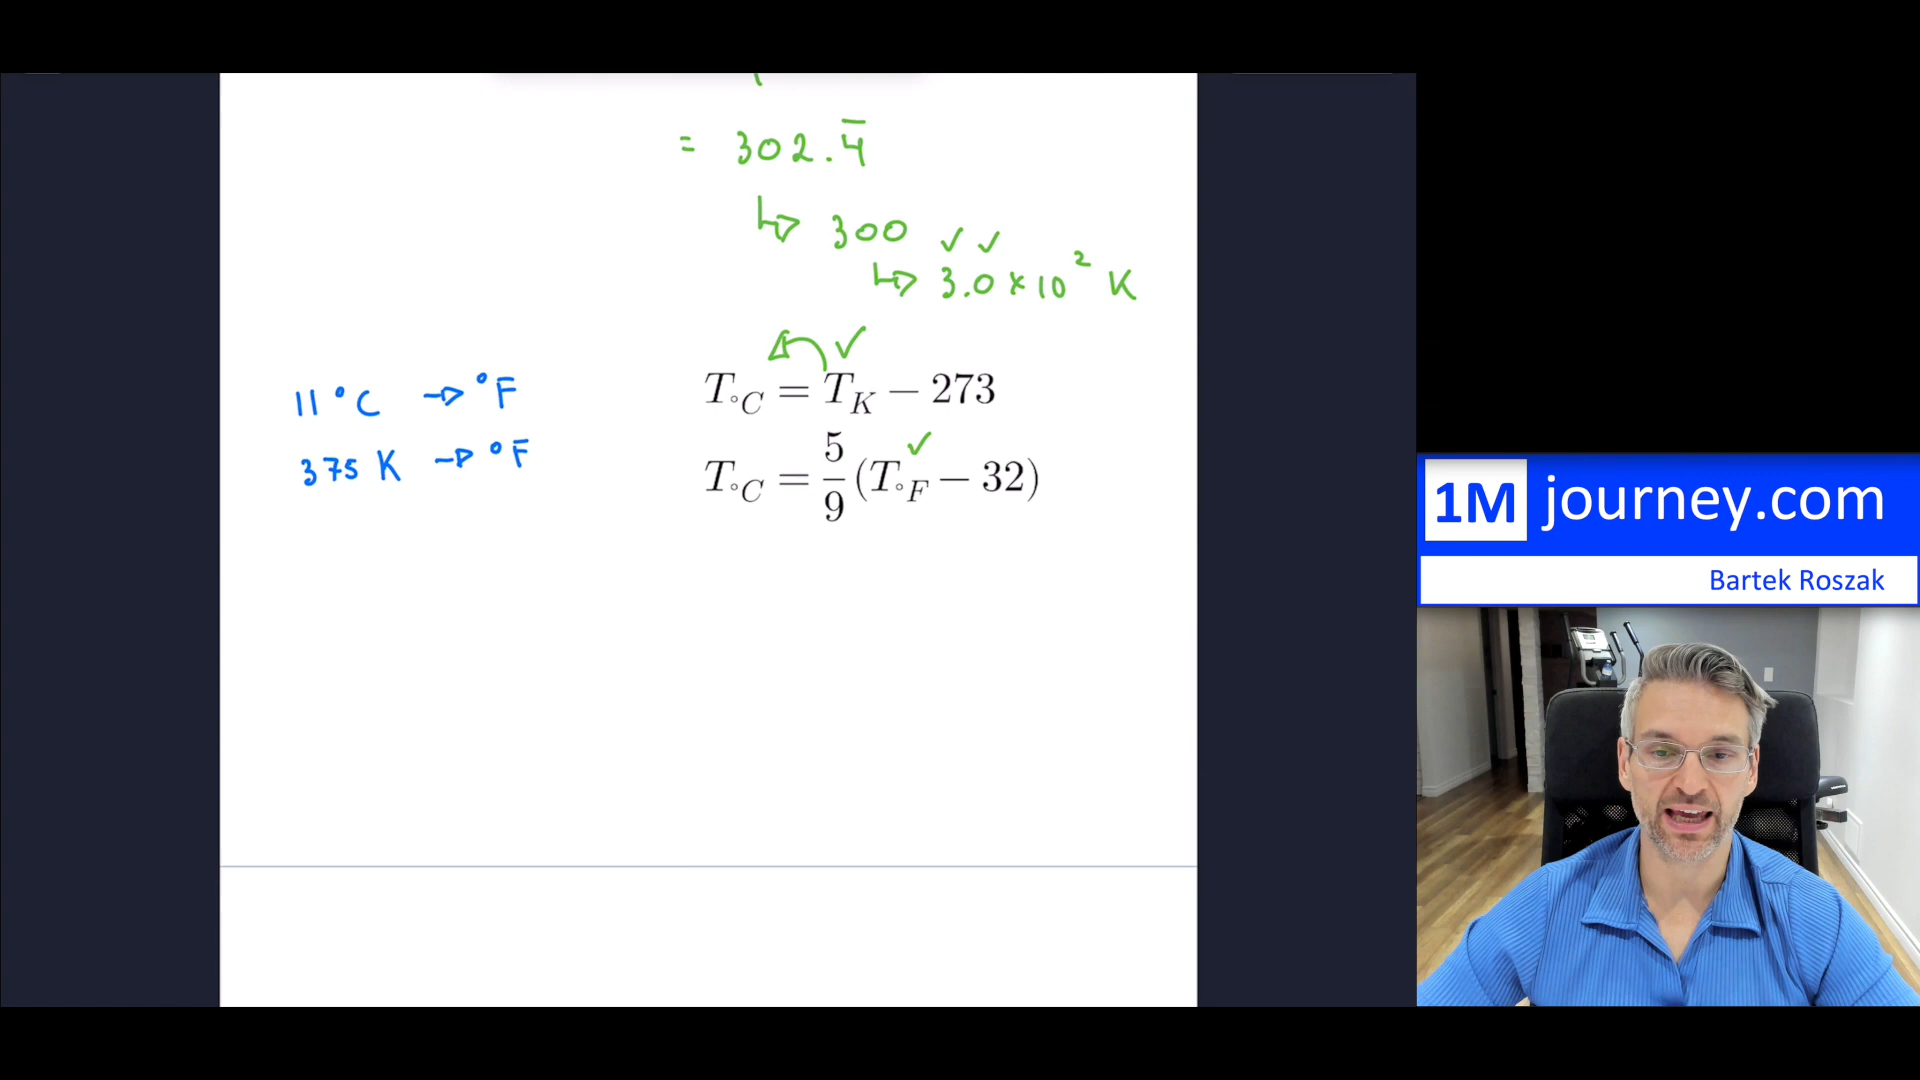 = 302.4̅
↳ 300 ✓ ✓
↳ 3.0 × 10² K
11 °C → °F
375 K → °F
T°C = TK − 273
T°C = 5/9 (T°F − 32)
1M journey.com
Bartek Roszak